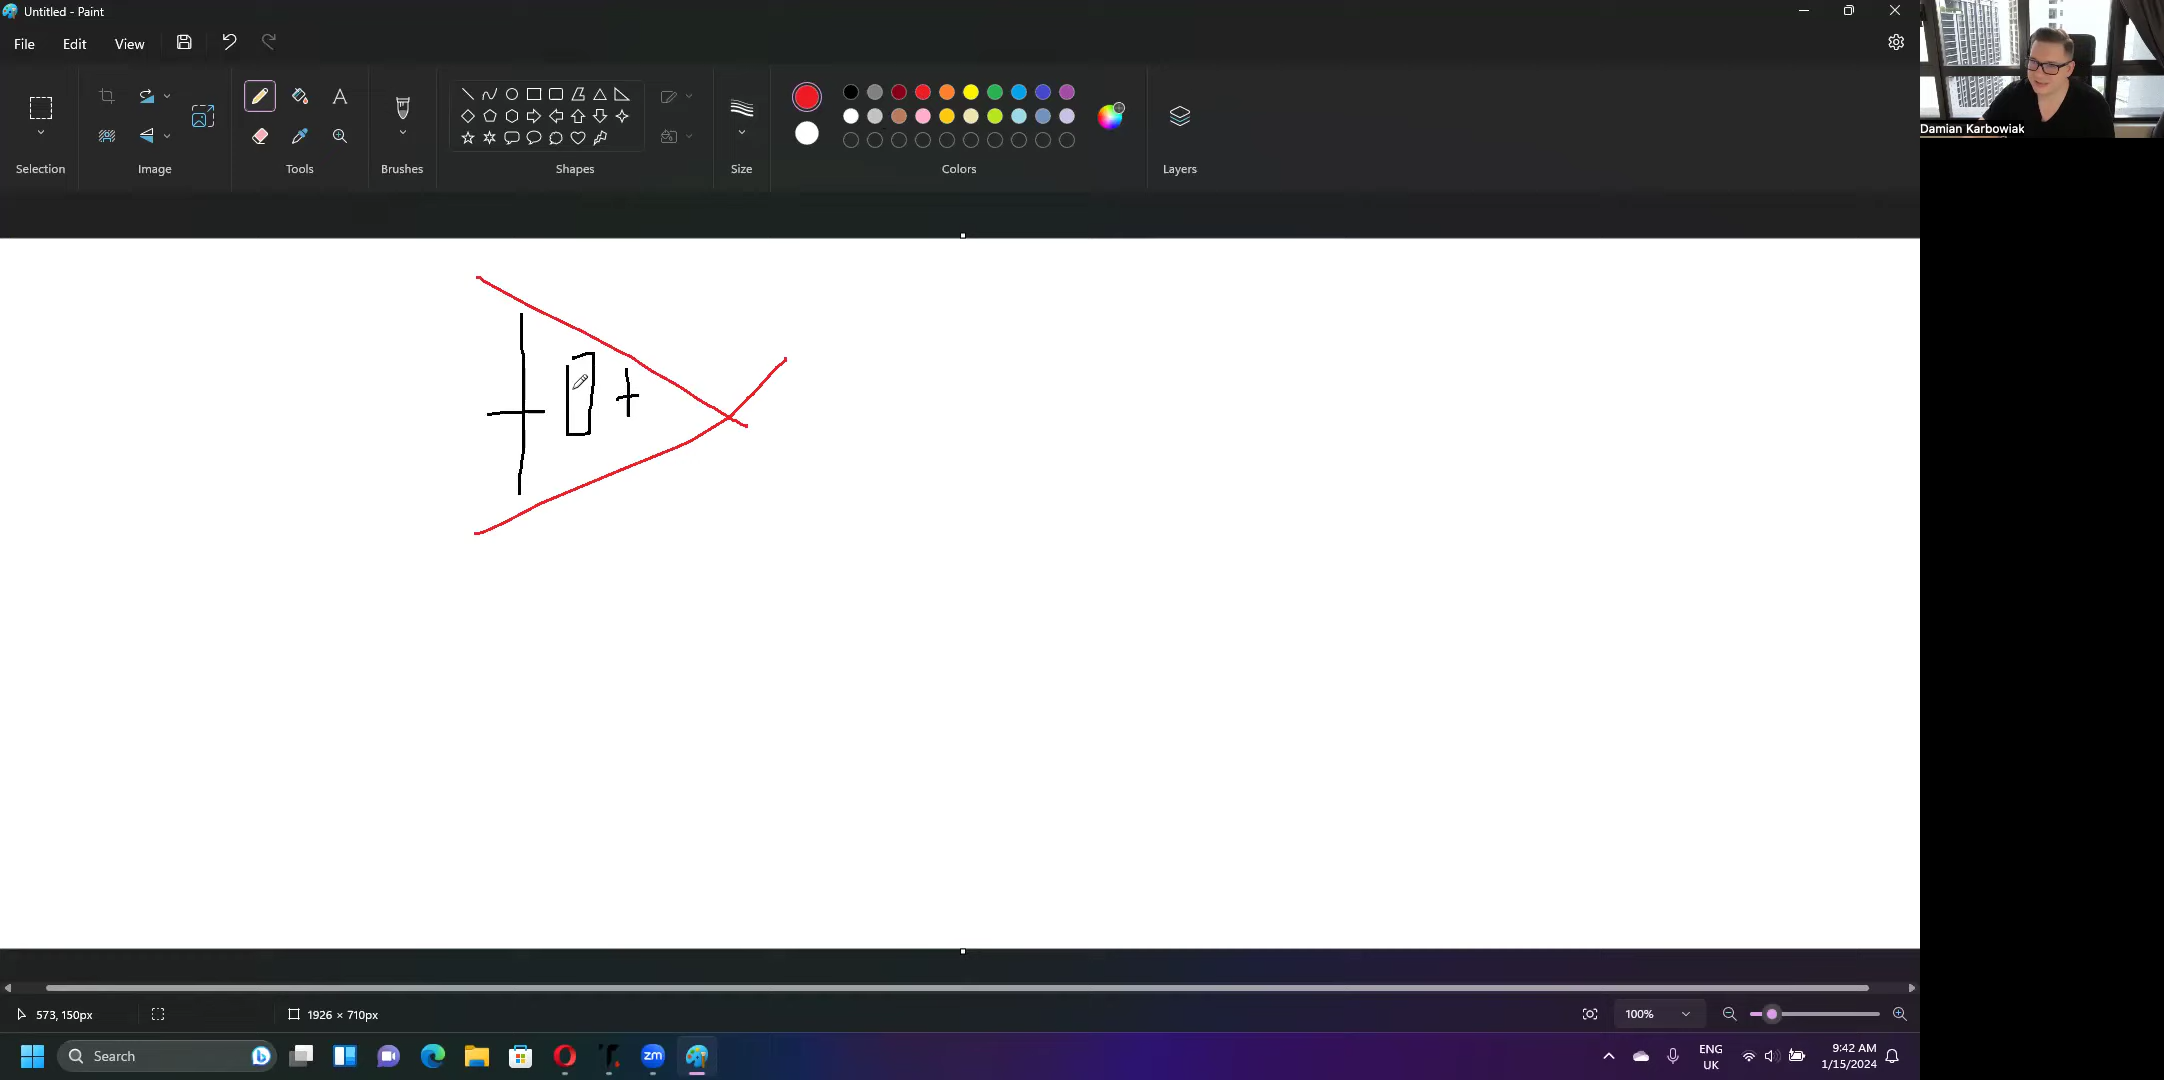 Untitled - Paint
File Edit View
Selection Image Tools Brushes Shapes Size Colors Layers
Damian Karbowiak
573, 150px
1926 × 710px
100%
Search
zm
ENG
UK
9:42 AM
1/15/2024